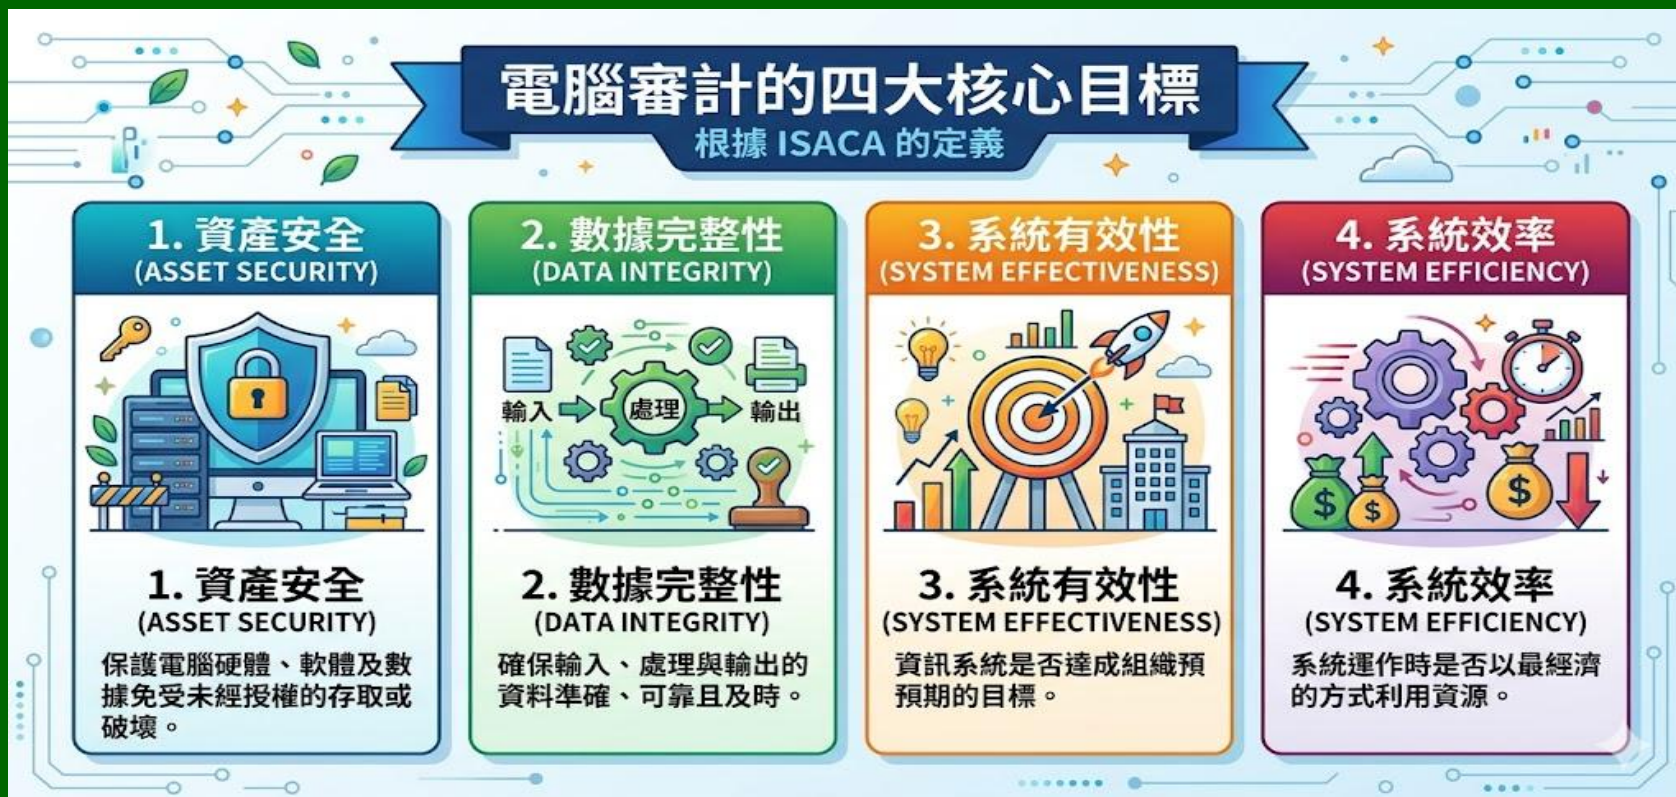 電腦審計的四大核心目標
根據 ISACA 的定義
1. 資產安全
(ASSET SECURITY)
1. 資產安全
(ASSET SECURITY)
保護電腦硬體、軟體及數
據免受未經授權的存取或
破壞。
2. 數據完整性
(DATA INTEGRITY)
輸入
處理
輸出
2. 數據完整性
(DATA INTEGRITY)
確保輸入、處理與輸出的
資料準確、可靠且及時。
3. 系統有效性
(SYSTEM EFFECTIVENESS)
3. 系統有效性
(SYSTEM EFFECTIVENESS)
資訊系統是否達成組織預
預期的目標。
4. 系統效率
(SYSTEM EFFICIENCY)
$
$
$
4. 系統效率
(SYSTEM EFFICIENCY)
系統運作時是否以最經濟
的方式利用資源。